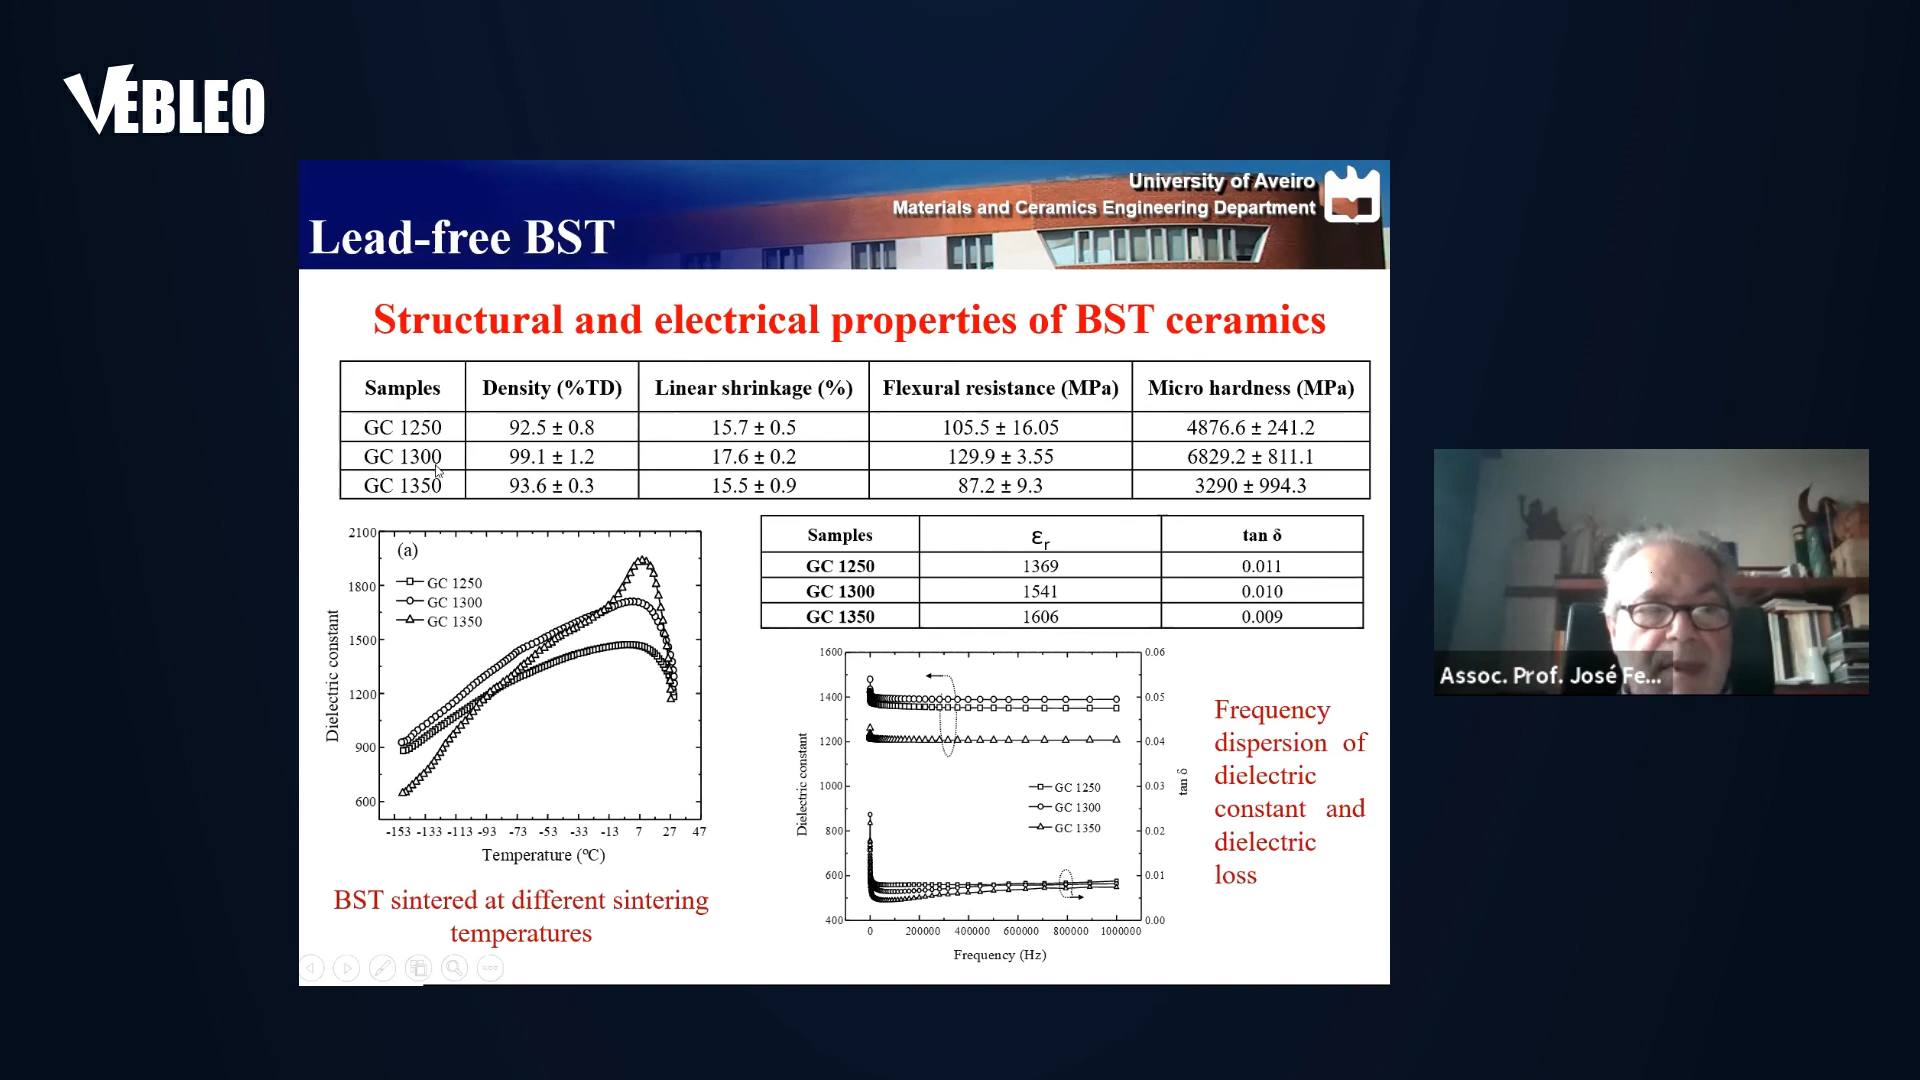 VEBLEO
University of Aveiro
Materials and Ceramics Engineering Department
Lead-free BST
Structural and electrical properties of BST ceramics
Samples Density (%TD) Linear shrinkage (%) Flexural resistance (MPa) Micro hardness (MPa)
GC 1250 92.5 ± 0.8 15.7 ± 0.5 105.5 ± 16.05 4876.6 ± 241.2
GC 1300 99.1 ± 1.2 17.6 ± 0.2 129.9 ± 3.55 6829.2 ± 811.1
GC 1350 93.6 ± 0.3 15.5 ± 0.9 87.2 ± 9.3 3290 ± 994.3
2100
1800
1500
1200
900
600
Dielectric constant
(a)
GC 1250
GC 1300
GC 1350
-153 -133 -113 -93 -73 -53 -33 -13 7 27 47
Temperature (ºC)
BST sintered at different sintering
temperatures
Samples εr tan δ
GC 1250 1369 0.011
GC 1300 1541 0.010
GC 1350 1606 0.009
1600
1400
1200
1000
800
600
400
Dielectric constant
GC 1250
GC 1300
GC 1350
0.06
0.05
0.04
0.03
0.02
0.01
0.00
tan δ
0 200000 400000 600000 800000 1000000
Frequency (Hz)
Frequency
dispersion of
dielectric
constant and
dielectric
loss
Assoc. Prof. José Fe...